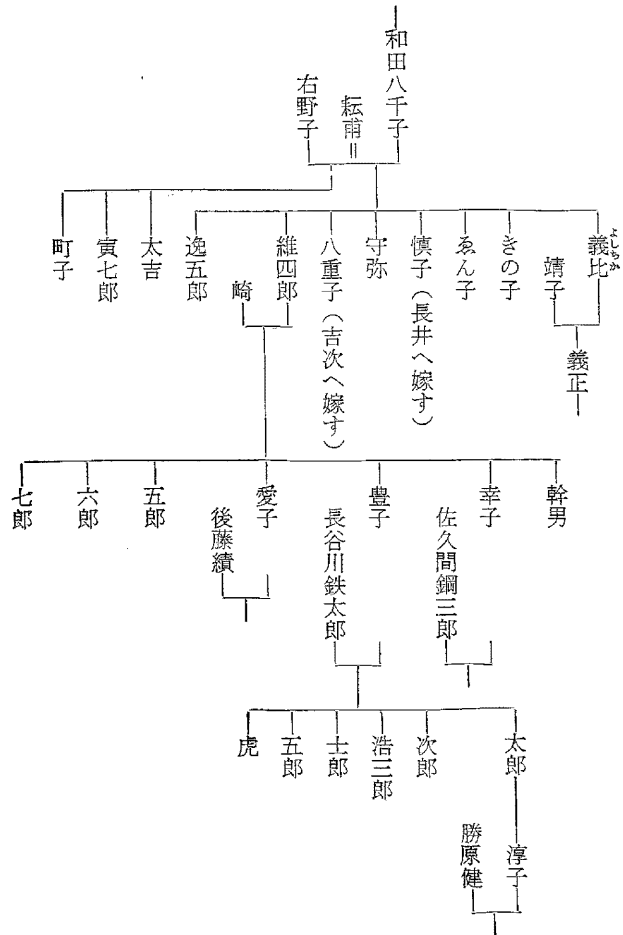 和田八千子
耘甫
右野子
義比
よしちか
靖子
義正
きの子
ゑん子
慎子（長井へ嫁す）
守弥
八重子（吉次へ嫁す）
維四郎
崎
逸五郎
太吉
寅七郎
町子
幹男
幸子
佐久間鋼三郎
豊子
長谷川鉄太郎
愛子
後藤績
五郎
六郎
七郎
太郎
次郎
浩三郎
士郎
五郎
虎
淳子
勝原健